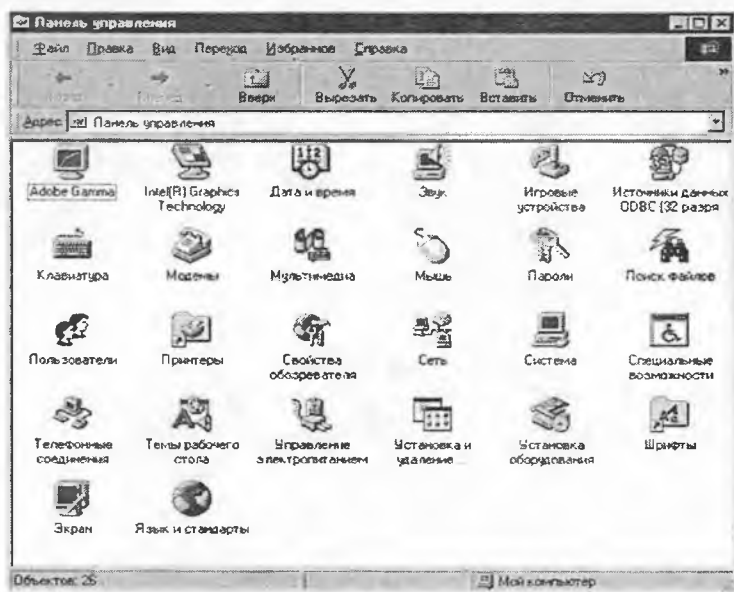 Панель управления
Файл Правка Вид Переход Избранное Справка
Вверх Вырезать Копировать Вставить Отменить »
Адрес Панель управления
Adobe Gamma
Intel(R) Graphics
Technology
Дата и время
Звук
Игровые
устройства
Источники данных
ODBC (32 разря
Клавиатура
Модемы
Мультимедиа
Мышь
Пароли
Поиск файлов
Пользователи
Принтеры
Свойства
обозревателя
Сеть
Система
Специальные
возможности
Телефонные
соединения
Темы рабочего
стола
Управление
электропитанием
Установка и
удаление ...
Установка
оборудования
Шрифты
Экран
Язык и стандарты
Объектов: 26
Мой компьютер